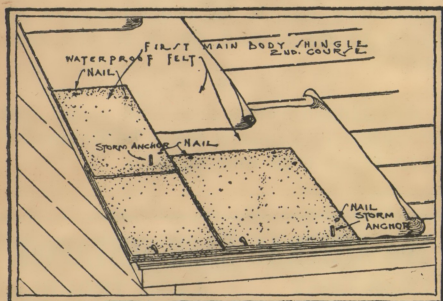 FIRST MAIN BODY SHINGLE
2ND. COURSE
WATERPROOF FELT
NAIL
STORM ANCHOR
NAIL
NAIL
STORM
ANCHOR